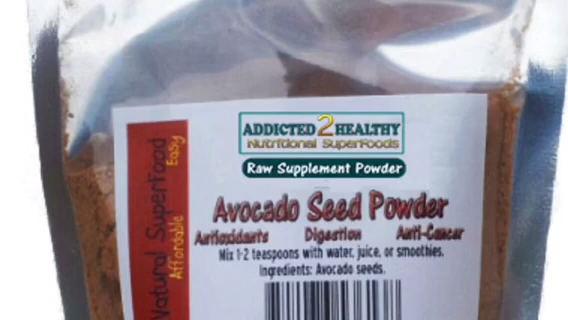 ADDICTED 2 HEALTHY
Nutritional SuperFoods
Raw Supplement Powder
Avocado Seed Powder
Antioxidants Digestion Anti-Cancer
Mix 1-2 teaspoons with water, juice, or smoothies.
Ingredients: Avocado seeds.
Natural SuperFood
Affordable Easy